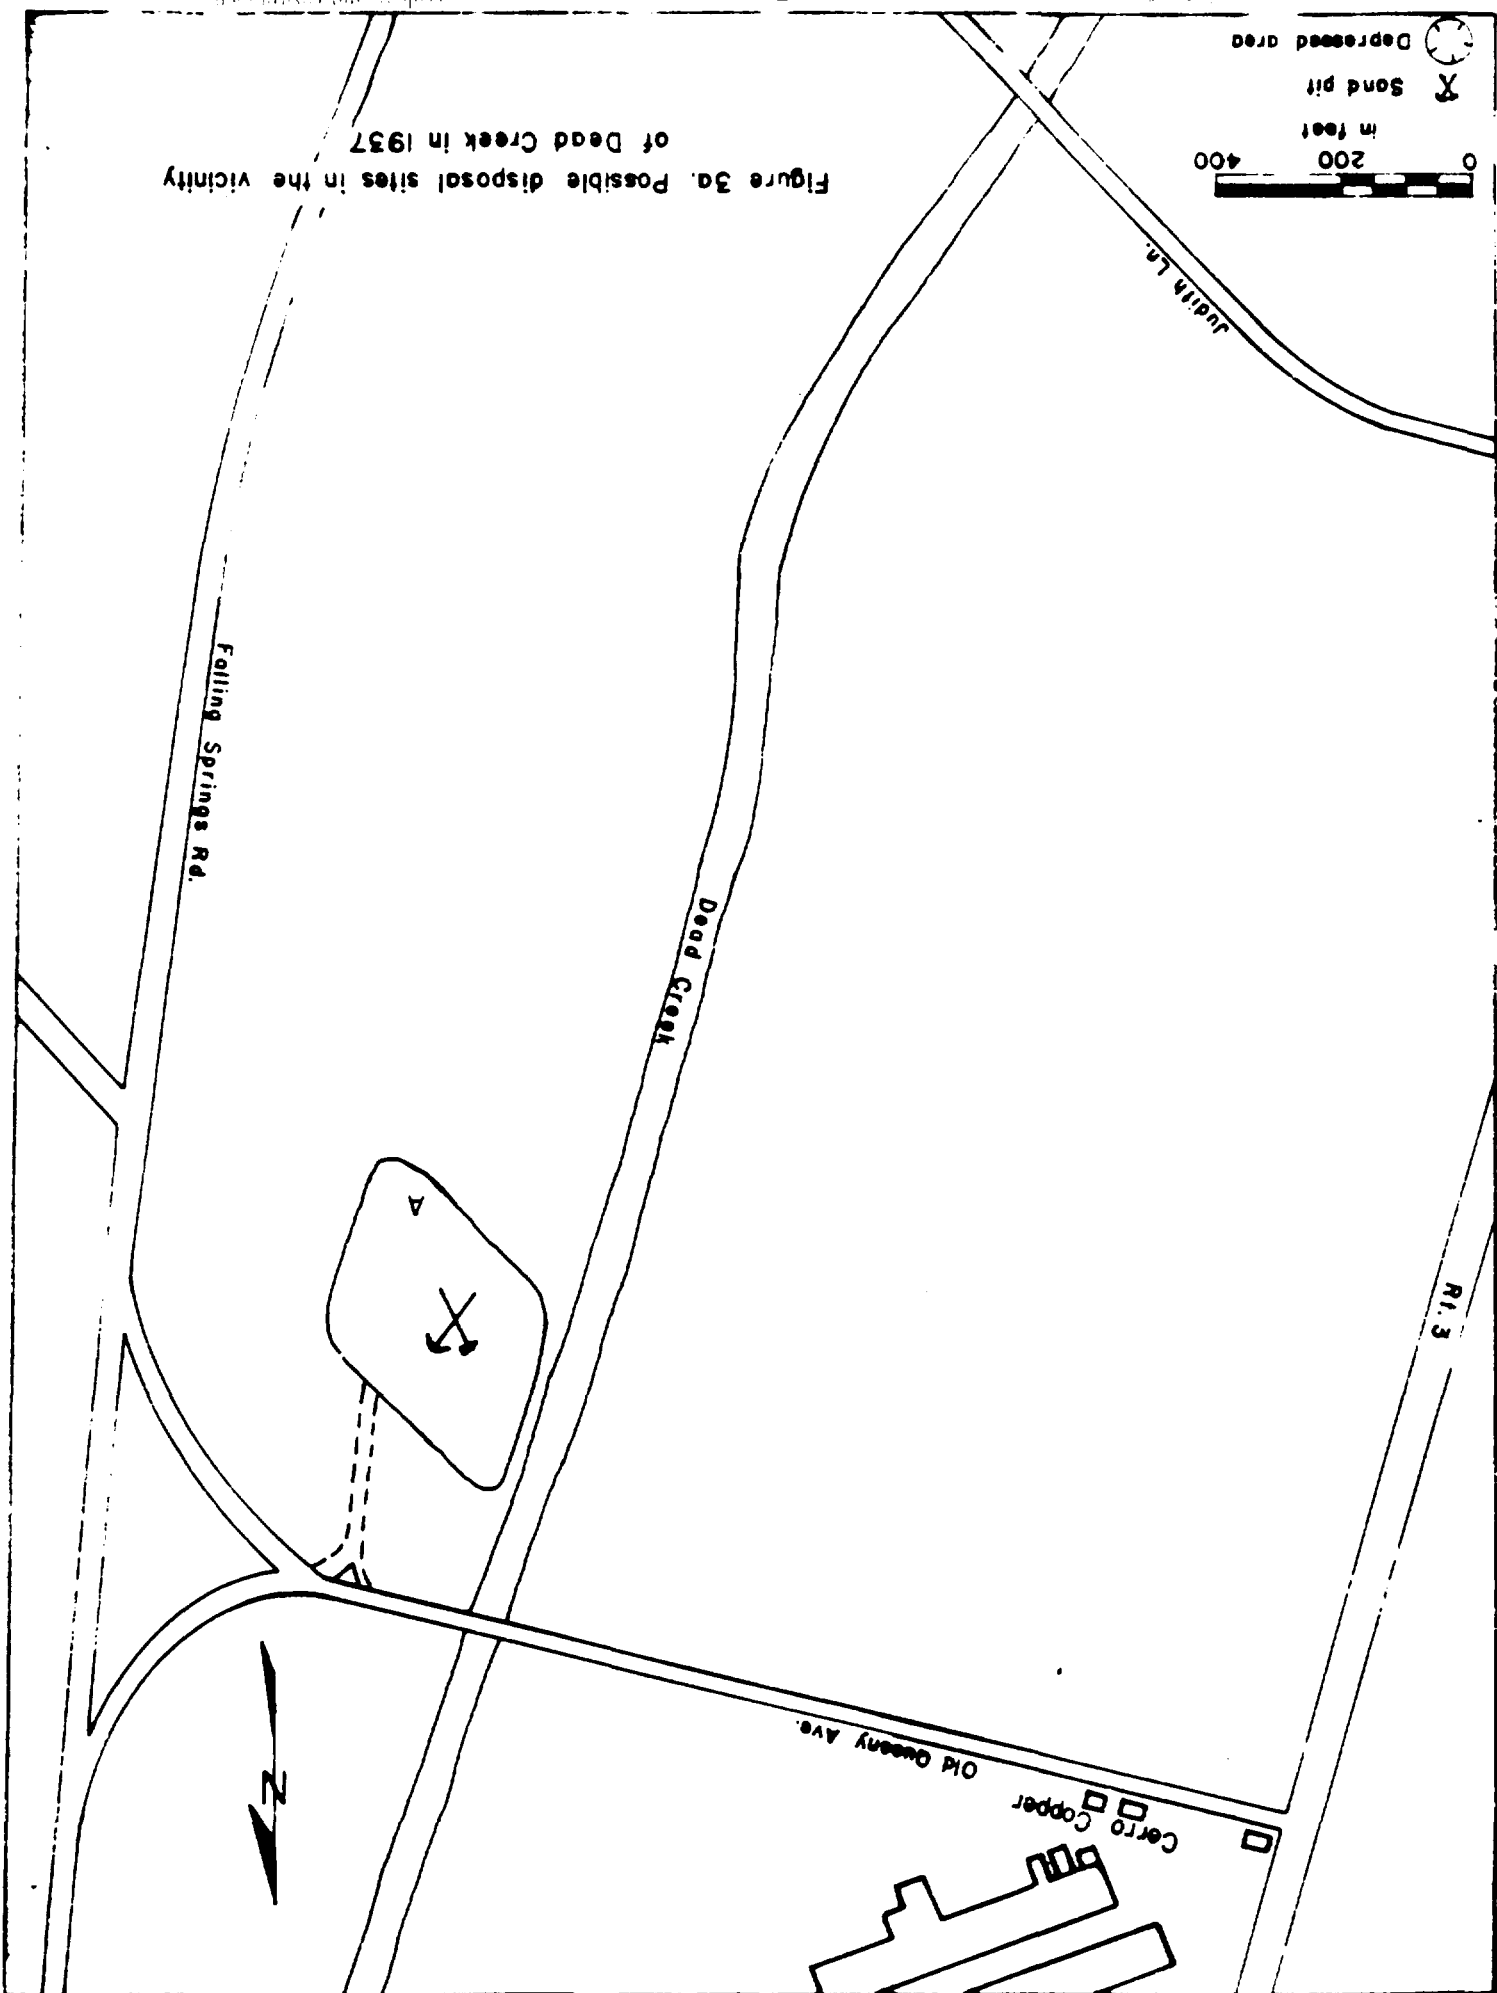 Cerro Copper
Old Queeny Ave.
N
Rt. 3
A
Dead Creek
Falling Springs Rd.
Judith Ln.
Figure 3a. Possible disposal sites in the vicinity
of Dead Creek in 1937
0 200 400
in feet
Sand pit
Depressed area